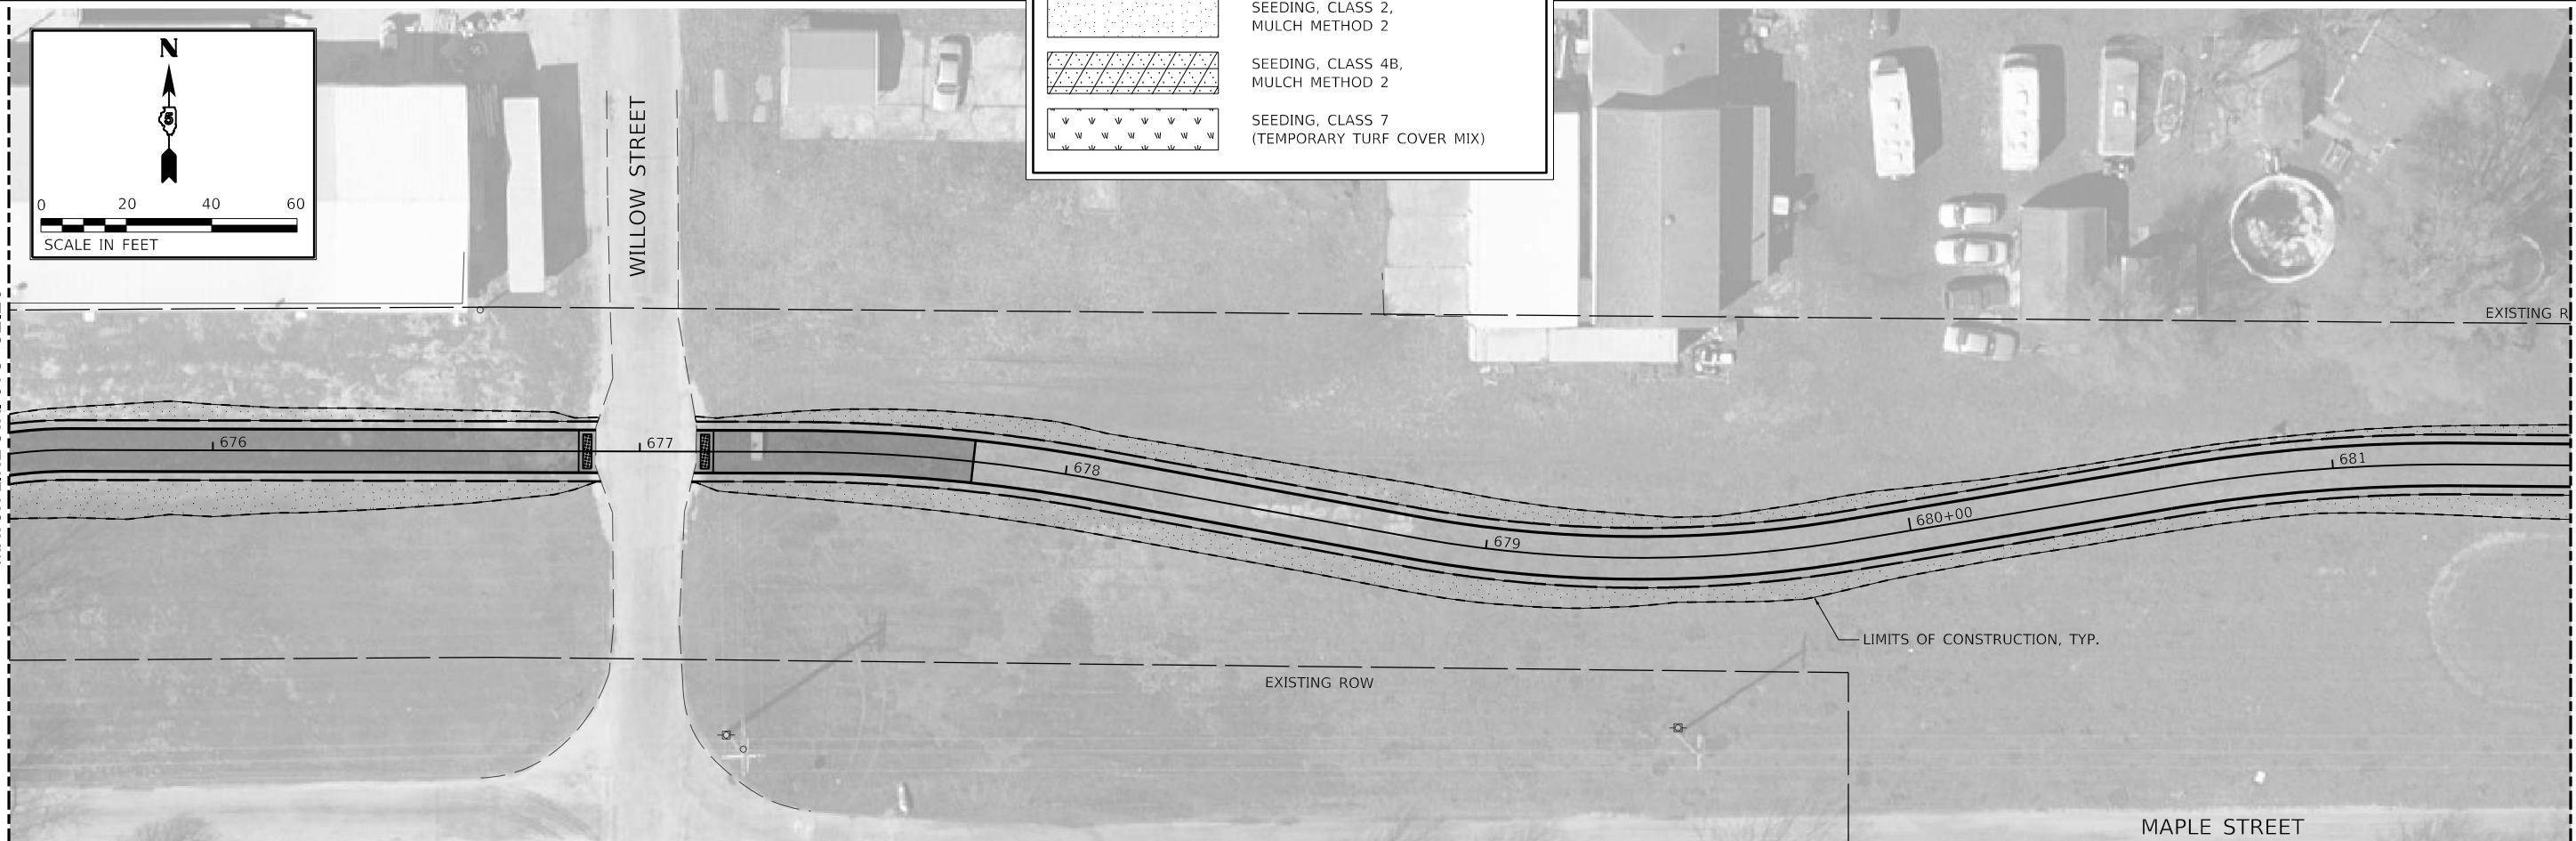 SEEDING, CLASS 2,
MULCH METHOD 2
SEEDING, CLASS 4B,
MULCH METHOD 2
SEEDING, CLASS 7
(TEMPORARY TURF COVER MIX)
N
5
0 20 40 60
SCALE IN FEET
WILLOW STREET
EXISTING R
676
677
678
679
680+00
681
LIMITS OF CONSTRUCTION, TYP.
EXISTING ROW
MAPLE STREET